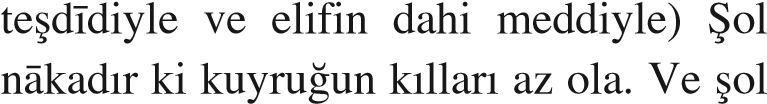 teşdīdiyle ve elifin dahi meddiyle) Şol
nākadır ki kuyruğun kılları az ola. Ve şol